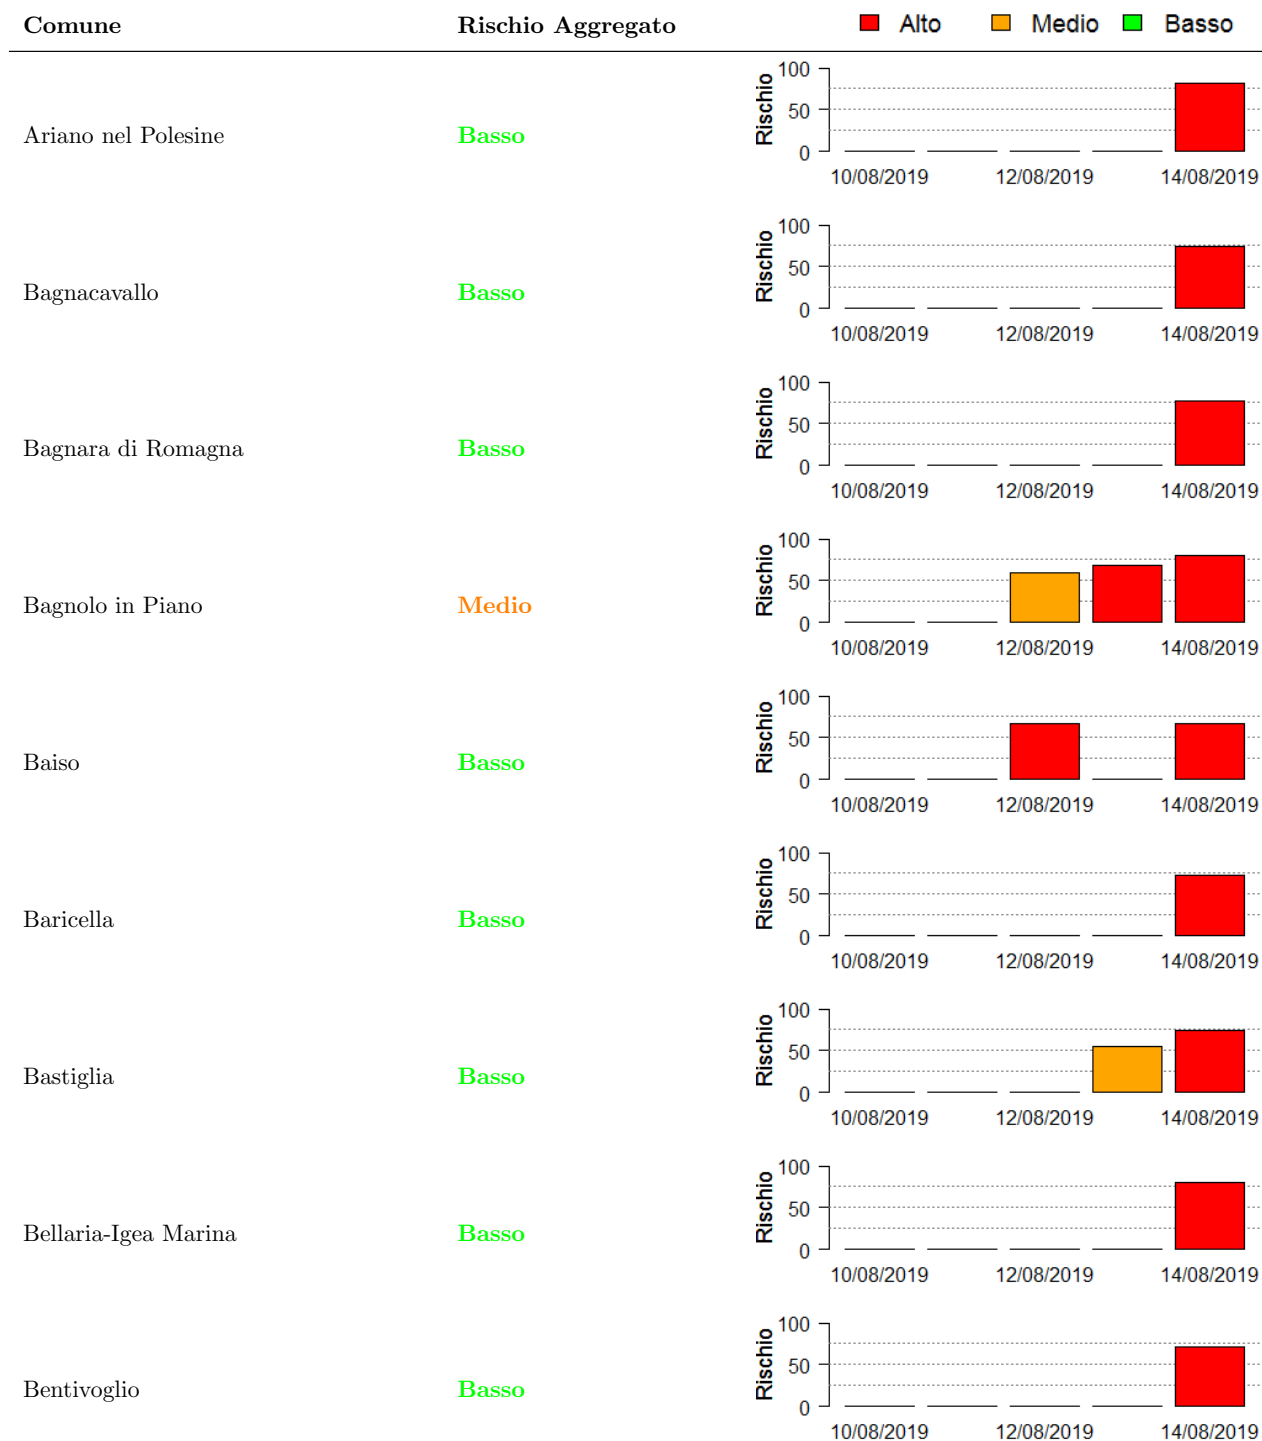 Comune Rischio Aggregato Alto Medio Basso
Ariano nel Polesine Basso Rischio 100 50 0
10/08/2019 12/08/2019 14/08/2019
Bagnacavallo Basso Rischio 100 50 0
10/08/2019 12/08/2019 14/08/2019
Bagnara di Romagna Basso Rischio 100 50 0
10/08/2019 12/08/2019 14/08/2019
Bagnolo in Piano Medio Rischio 100 50 0
10/08/2019 12/08/2019 14/08/2019
Baiso Basso Rischio 100 50 0
10/08/2019 12/08/2019 14/08/2019
Baricella Basso Rischio 100 50 0
10/08/2019 12/08/2019 14/08/2019
Bastiglia Basso Rischio 100 50 0
10/08/2019 12/08/2019 14/08/2019
Bellaria-Igea Marina Basso Rischio 100 50 0
10/08/2019 12/08/2019 14/08/2019
Bentivoglio Basso Rischio 100 50 0
10/08/2019 12/08/2019 14/08/2019